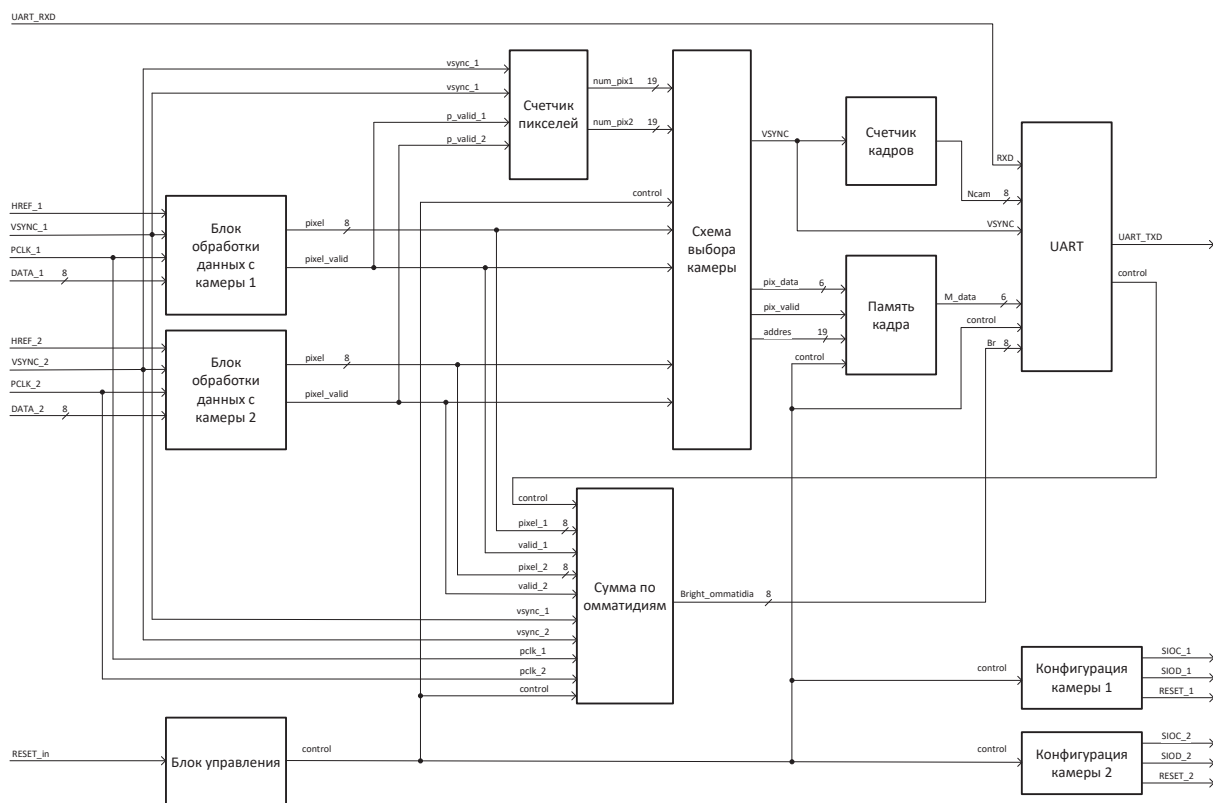 UART_RXD
vsync_1
vsync_1
p_valid_1
p_valid_2
Счетчик
пикселей
num_pix1 19
num_pix2 19
control
Схема
выбора
камеры
VSYNC
Счетчик
кадров
RXD
Ncam 8
VSYNC
UART
UART_TXD
control
HREF_1
VSYNC_1
PCLK_1
DATA_1 8
Блок
обработки
данных с
камеры 1
pixel 8
pixel_valid
pix_data 6
pix_valid
addres 19
control
Память
кадра
M_data 6
control
Br 8
HREF_2
VSYNC_2
PCLK_2
DATA_2 8
Блок
обработки
данных с
камеры 2
pixel 8
pixel_valid
control
pixel_1 8
valid_1
pixel_2 8
valid_2
vsync_1
vsync_2
pclk_1
pclk_2
control
Сумма по
омматидиям
Bright_ommatidia 8
control
Конфигурация
камеры 1
SIOC_1
SIOD_1
RESET_1
RESET_in
Блок управления
control
control
Конфигурация
камеры 2
SIOC_2
SIOD_2
RESET_2